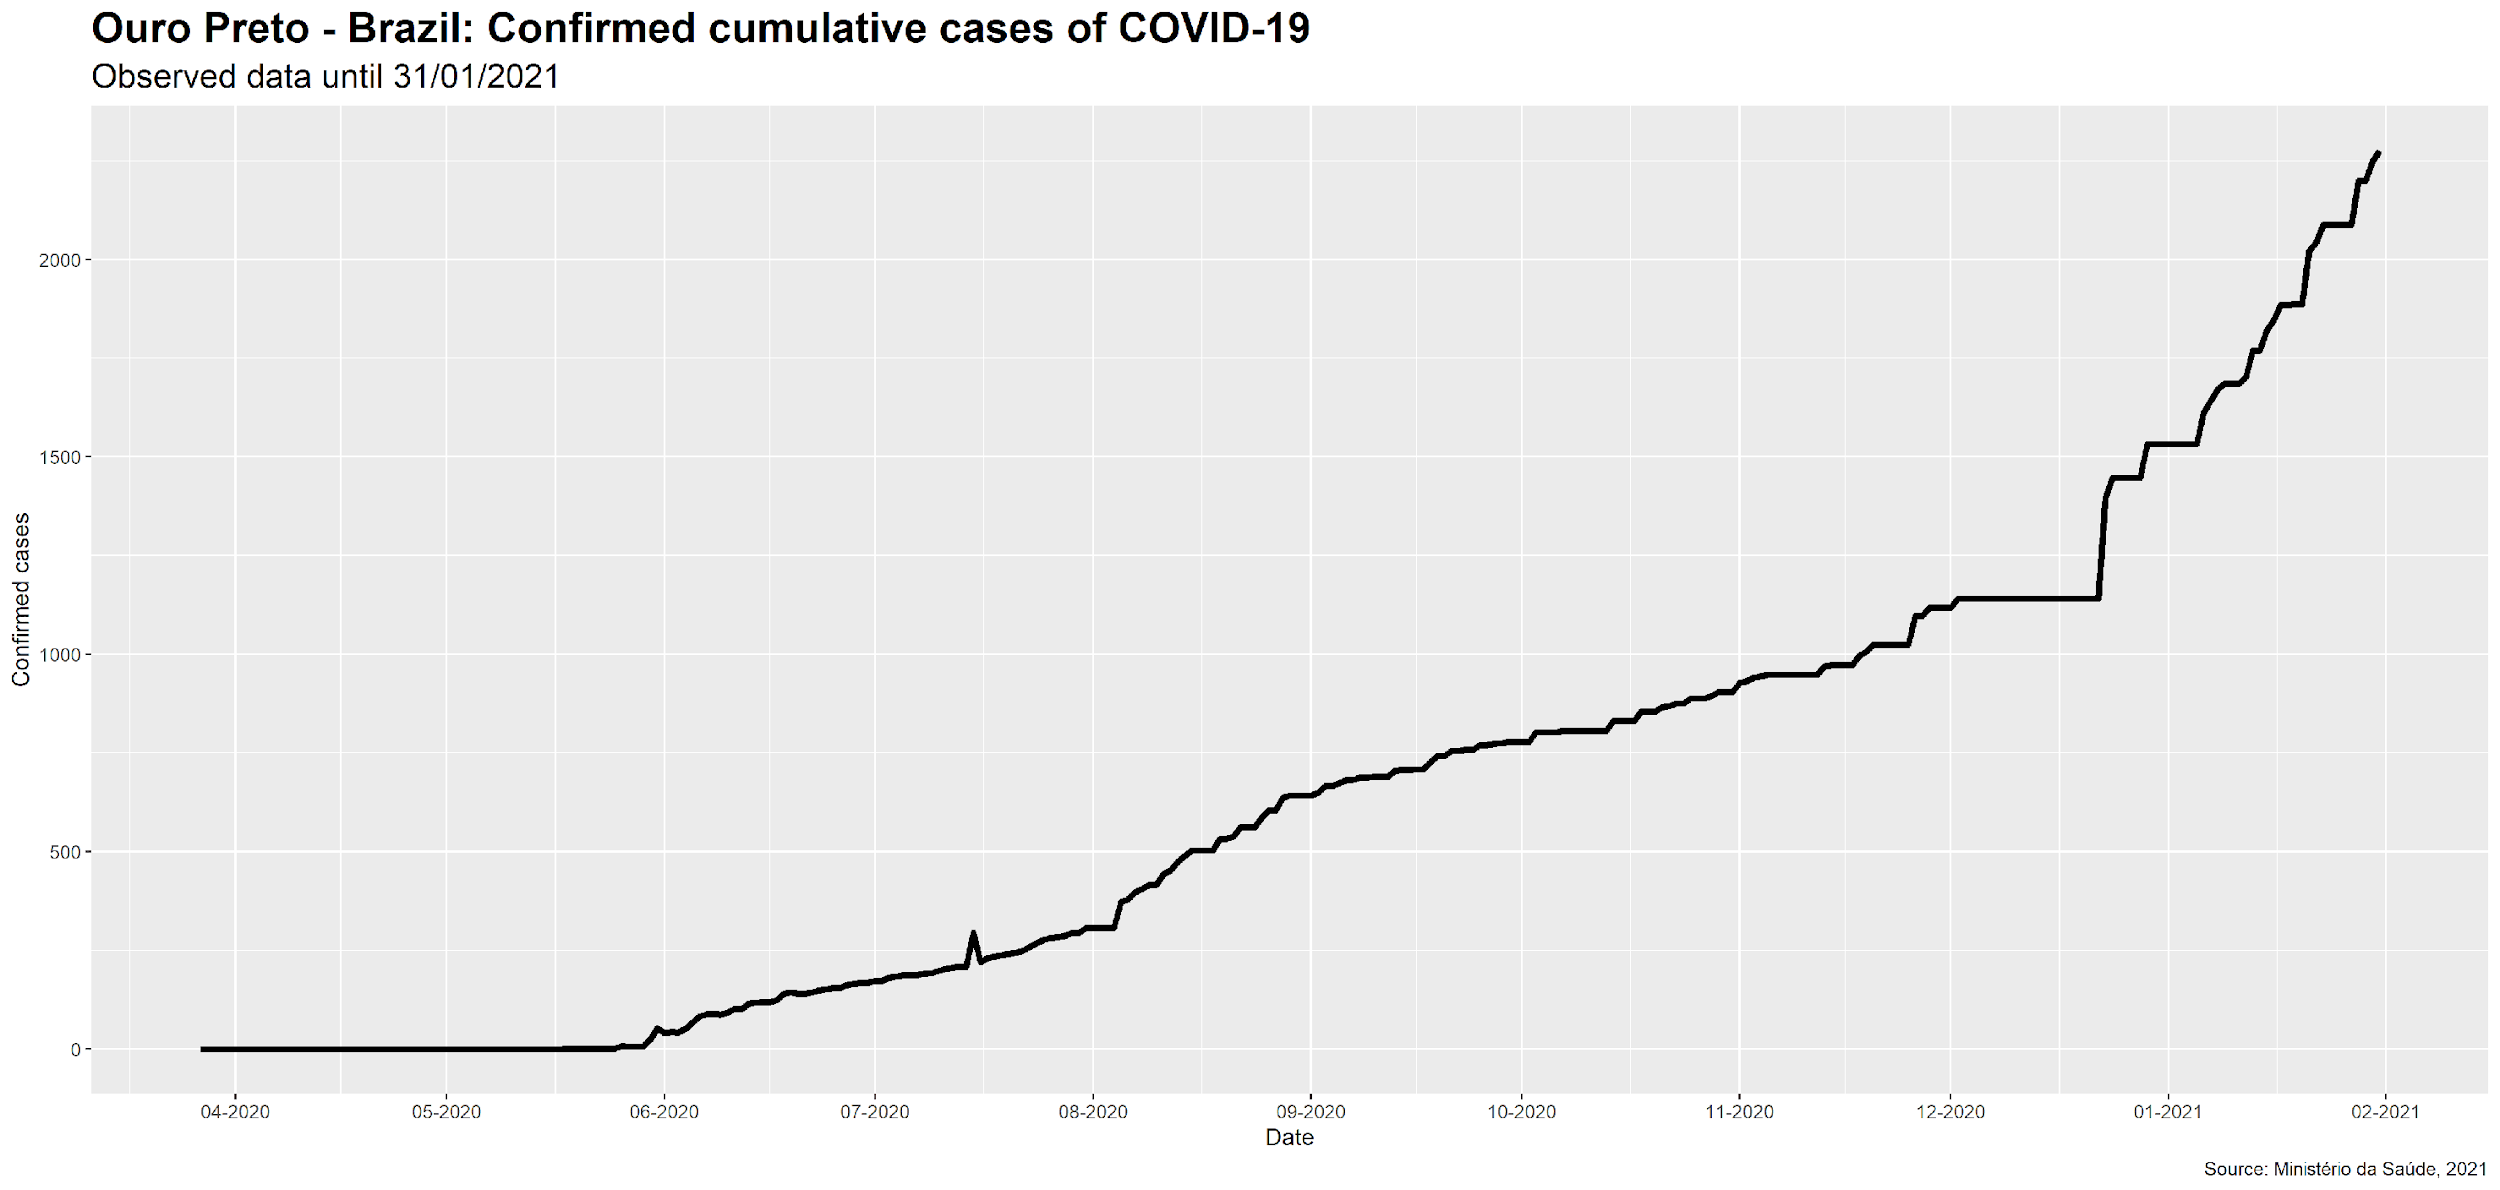 Ouro Preto - Brazil: Confirmed cumulative cases of COVID-19
Observed data until 31/01/2021
Confirmed cases
2000
1500
1000
500
0
04-2020 05-2020 06-2020 07-2020 08-2020 09-2020 10-2020 11-2020 12-2020 01-2021 02-2021
Date
Source: Ministério da Saúde, 2021